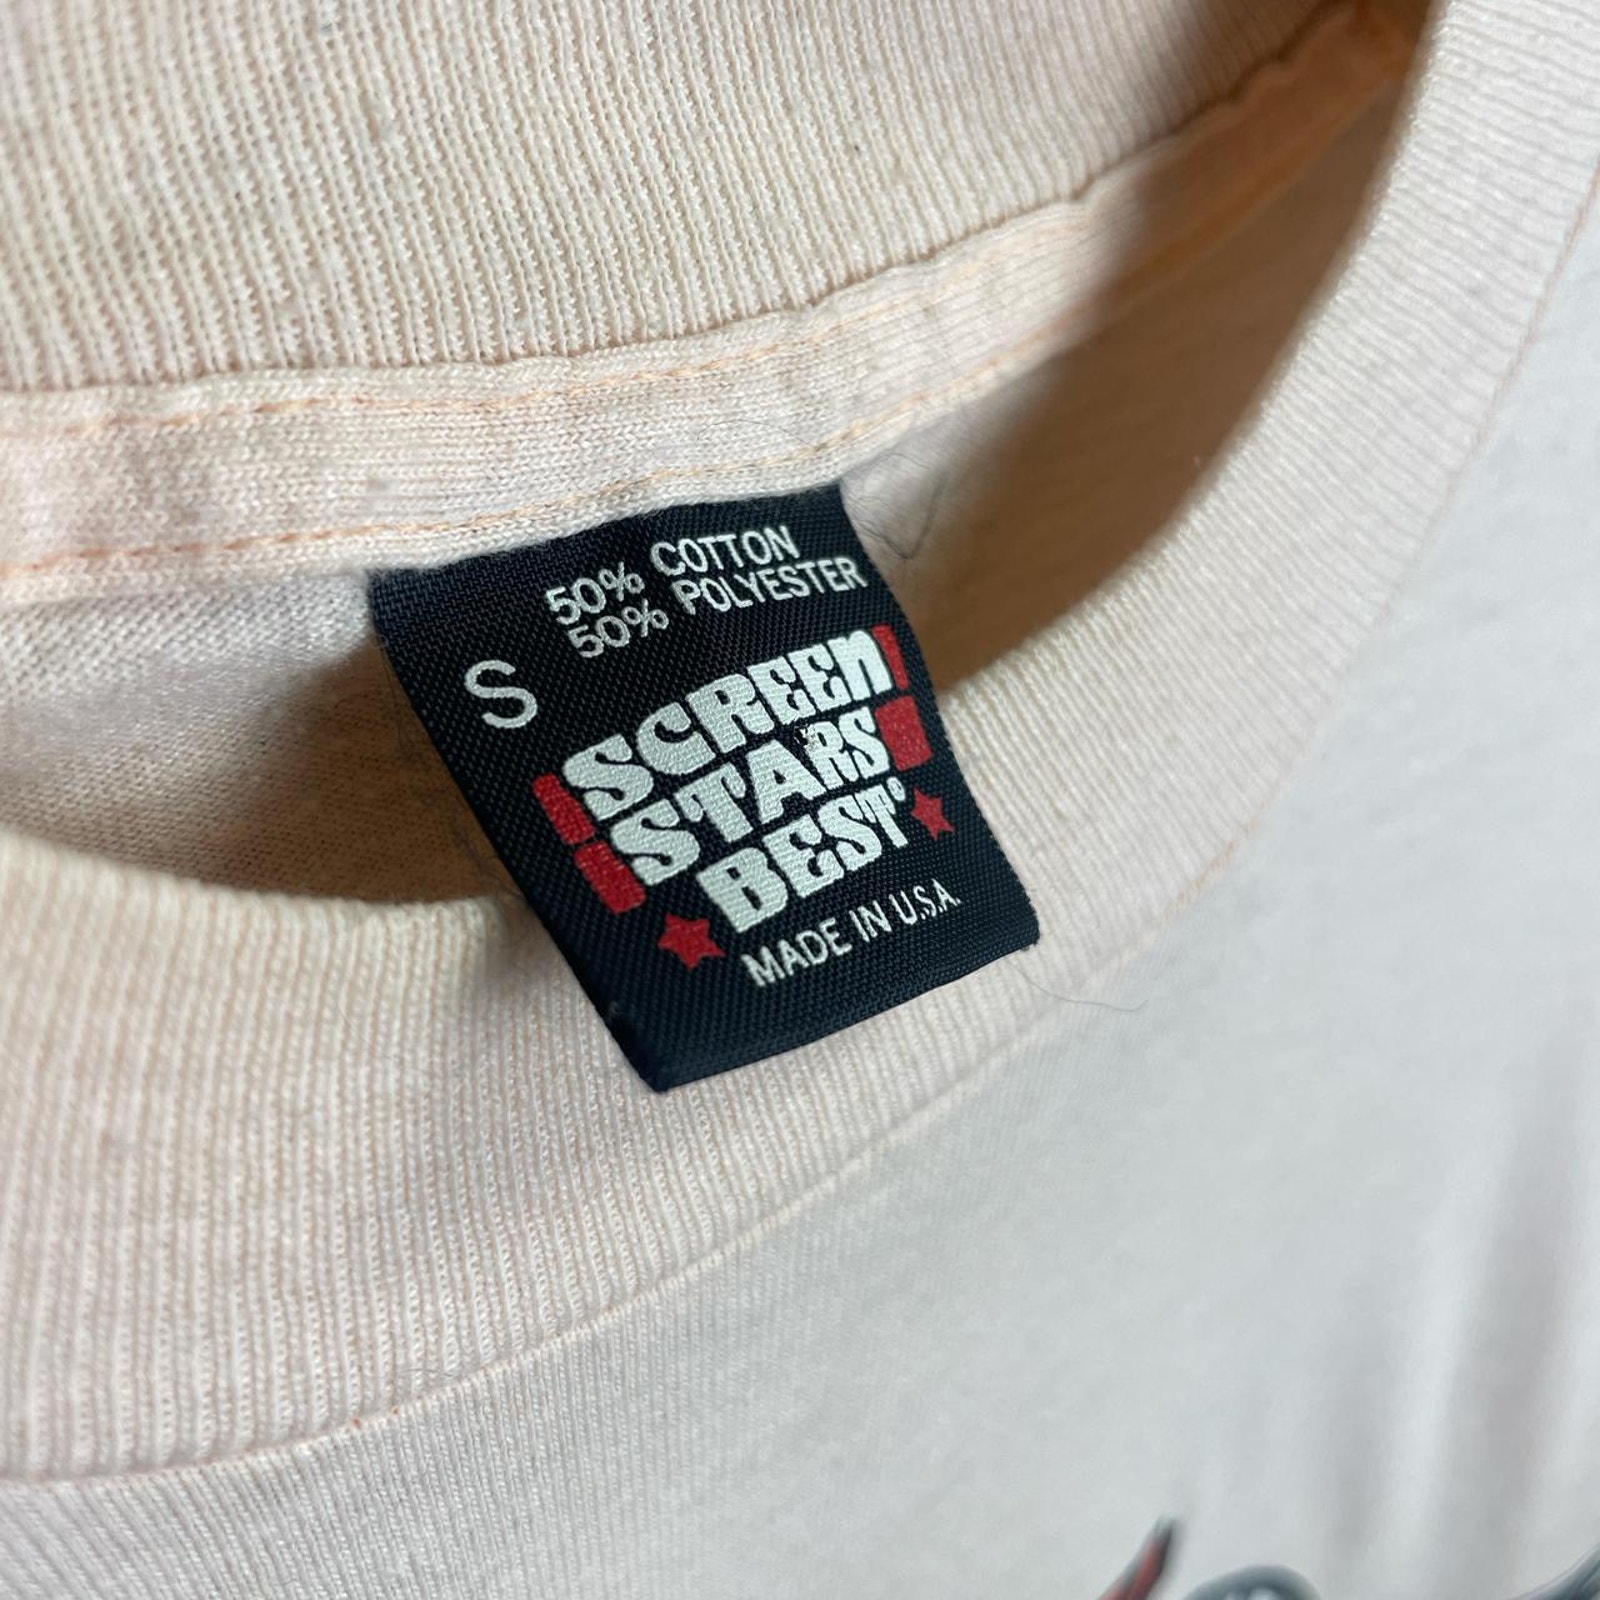 50% COTTON
50% POLYESTER
S
SCREEN
STARS
BEST'
MADE IN U.S.A.